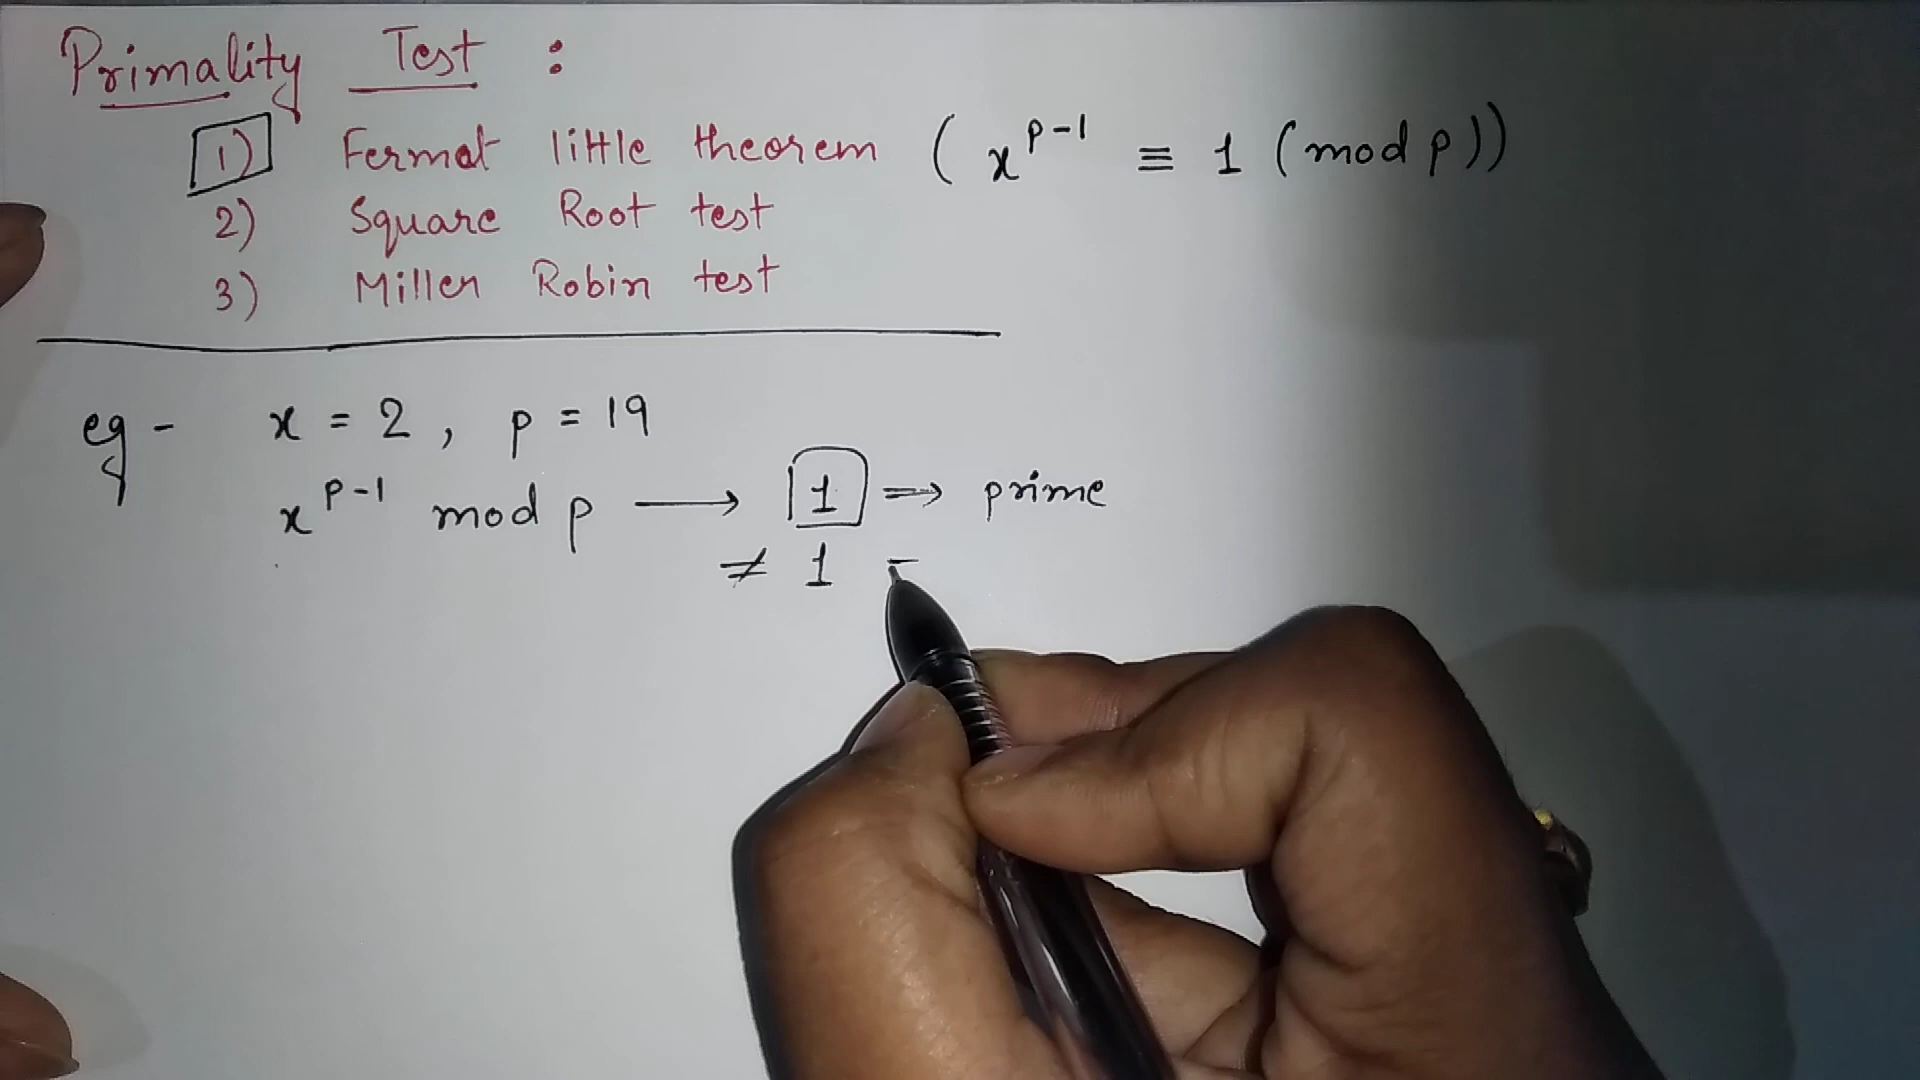 Primality Test :
1) Fermat little theorem ( x^{p-1} ≡ 1 (mod p))
2) Square Root test
3) Miller Robin test
eg - x = 2 , p = 19
x^{p-1} mod p ⟶ 1 ⇒ prime
≠ 1 -